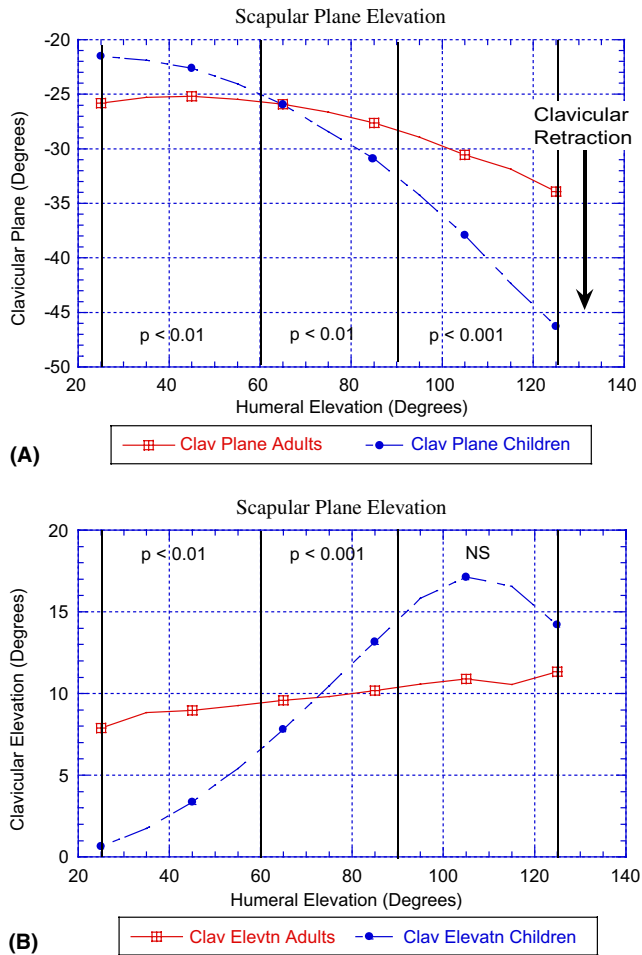 Scapular Plane Elevation
-20
-25
-30
-35
-40
-45
-50
Clavicular Plane (Degrees)
Clavicular
Retraction
p < 0.01
p < 0.01
p < 0.001
20
40
60
80
100
120
140
Humeral Elevation (Degrees)
Clav Plane Adults
Clav Plane Children
(A)
Scapular Plane Elevation
20
15
10
5
0
Clavicular Elevation (Degrees)
p < 0.01
p < 0.001
NS
20
40
60
80
100
120
140
Humeral Elevation (Degrees)
Clav Elevtn Adults
Clav Elevatn Children
(B)